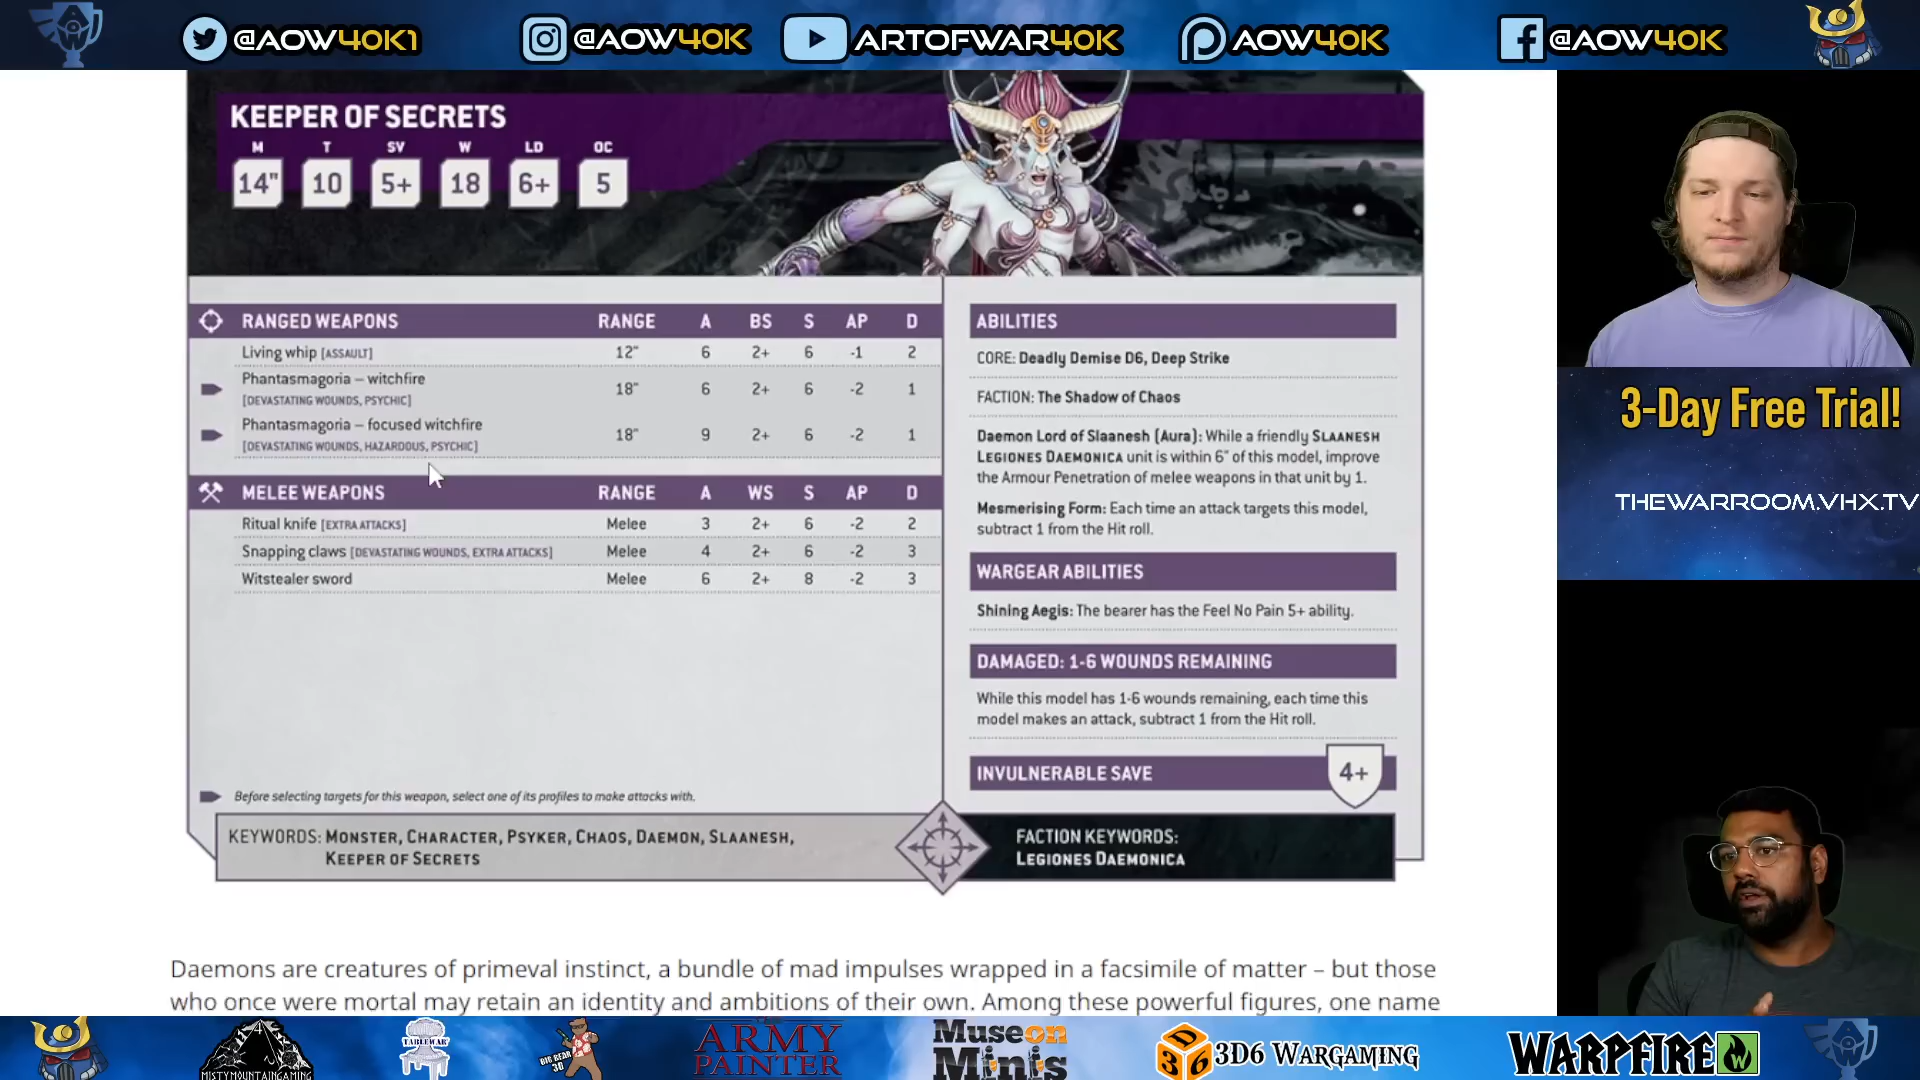 @AOW40K1 @AOW40K ARTOFWAR40K AOW40K @AOW40K
KEEPER OF SECRETS
M T SV W LD OC
14" 10 5+ 18 6+ 5
RANGED WEAPONS RANGE A BS S AP D
Living whip [ASSAULT] 12" 6 2+ 6 -1 2
Phantasmagoria – witchfire
[DEVASTATING WOUNDS, PSYCHIC] 18" 6 2+ 6 -2 1
Phantasmagoria – focused witchfire
[DEVASTATING WOUNDS, HAZARDOUS, PSYCHIC] 18" 9 2+ 6 -2 1
MELEE WEAPONS RANGE A WS S AP D
Ritual knife [EXTRA ATTACKS] Melee 3 2+ 6 -2 2
Snapping claws [DEVASTATING WOUNDS, EXTRA ATTACKS] Melee 4 2+ 6 -2 3
Witstealer sword Melee 6 2+ 8 -2 3
Before selecting targets for this weapon, select one of its profiles to make attacks with.
KEYWORDS: MONSTER, CHARACTER, PSYKER, CHAOS, DAEMON, SLAANESH,
KEEPER OF SECRETS
ABILITIES
CORE: Deadly Demise D6, Deep Strike
FACTION: The Shadow of Chaos
Daemon Lord of Slaanesh (Aura): While a friendly SLAANESH
LEGIONES DAEMONICA unit is within 6" of this model, improve
the Armour Penetration of melee weapons in that unit by 1.
Mesmerising Form: Each time an attack targets this model,
subtract 1 from the Hit roll.
WARGEAR ABILITIES
Shining Aegis: The bearer has the Feel No Pain 5+ ability.
DAMAGED: 1-6 WOUNDS REMAINING
While this model has 1-6 wounds remaining, each time this
model makes an attack, subtract 1 from the Hit roll.
INVULNERABLE SAVE 4+
FACTION KEYWORDS:
LEGIONES DAEMONICA
Daemons are creatures of primeval instinct, a bundle of mad impulses wrapped in a facsimile of matter – but those
who once were mortal may retain an identity and ambitions of their own. Among these powerful figures, one name
3-Day Free Trial!
THEWARROOM.VHX.TV
MISTYMOUNTAINGAMING
TABLEWAR
BIG BEAR
3D
ARMY
PAINTER
Museon
Minis
3D6
3D6 WARGAMING
WARPFIRE